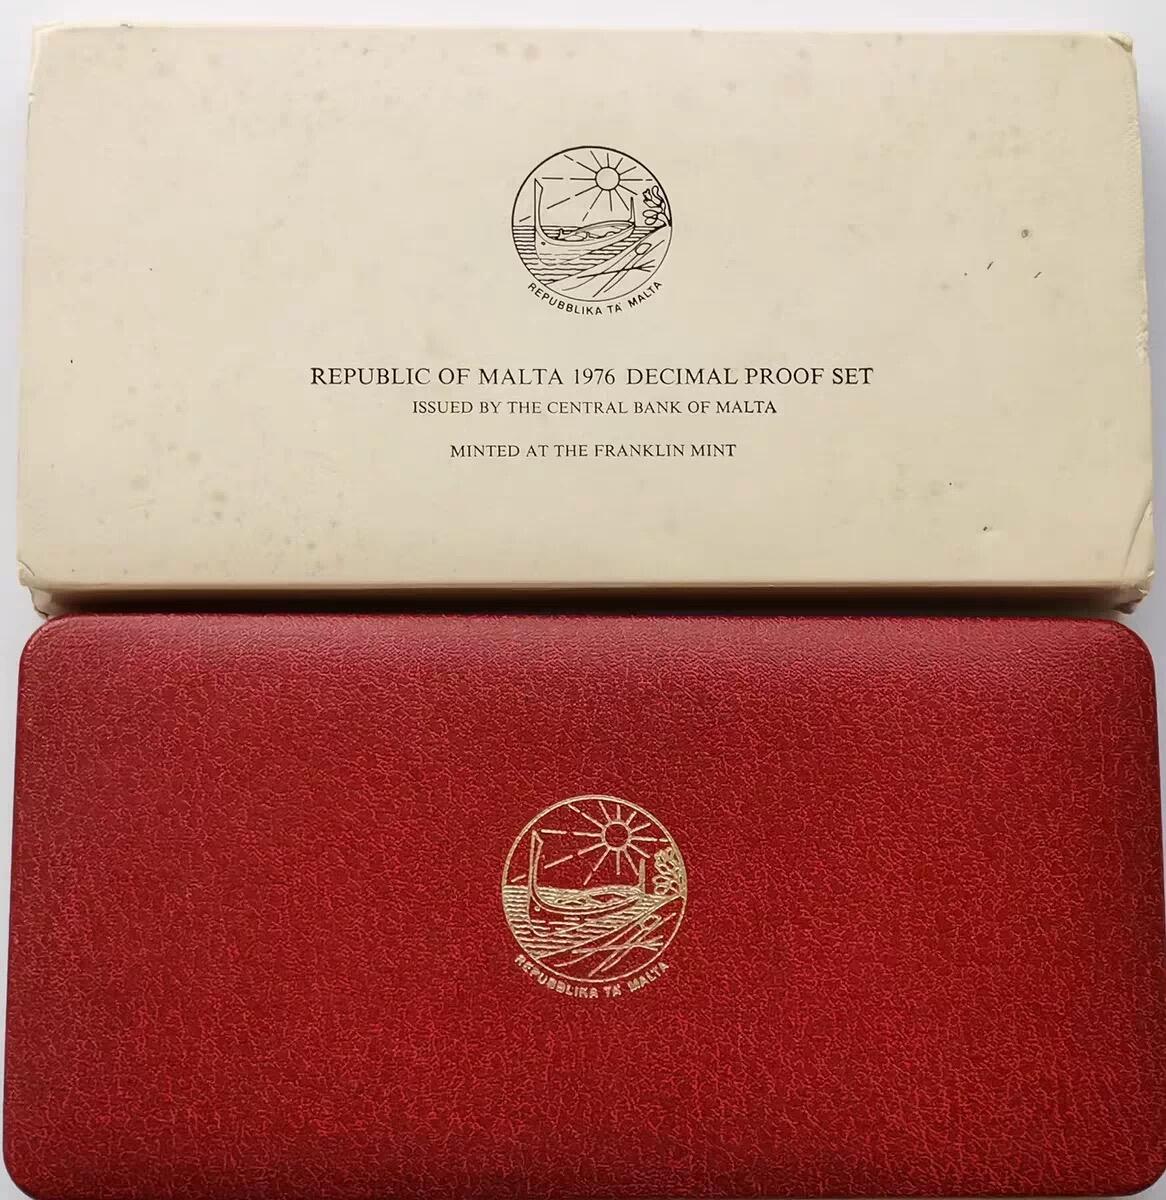 REPUBBLIKA TA' MALTA
REPUBLIC OF MALTA 1976 DECIMAL PROOF SET
ISSUED BY THE CENTRAL BANK OF MALTA
MINTED AT THE FRANKLIN MINT
REPUBBLIKA TA' MALTA